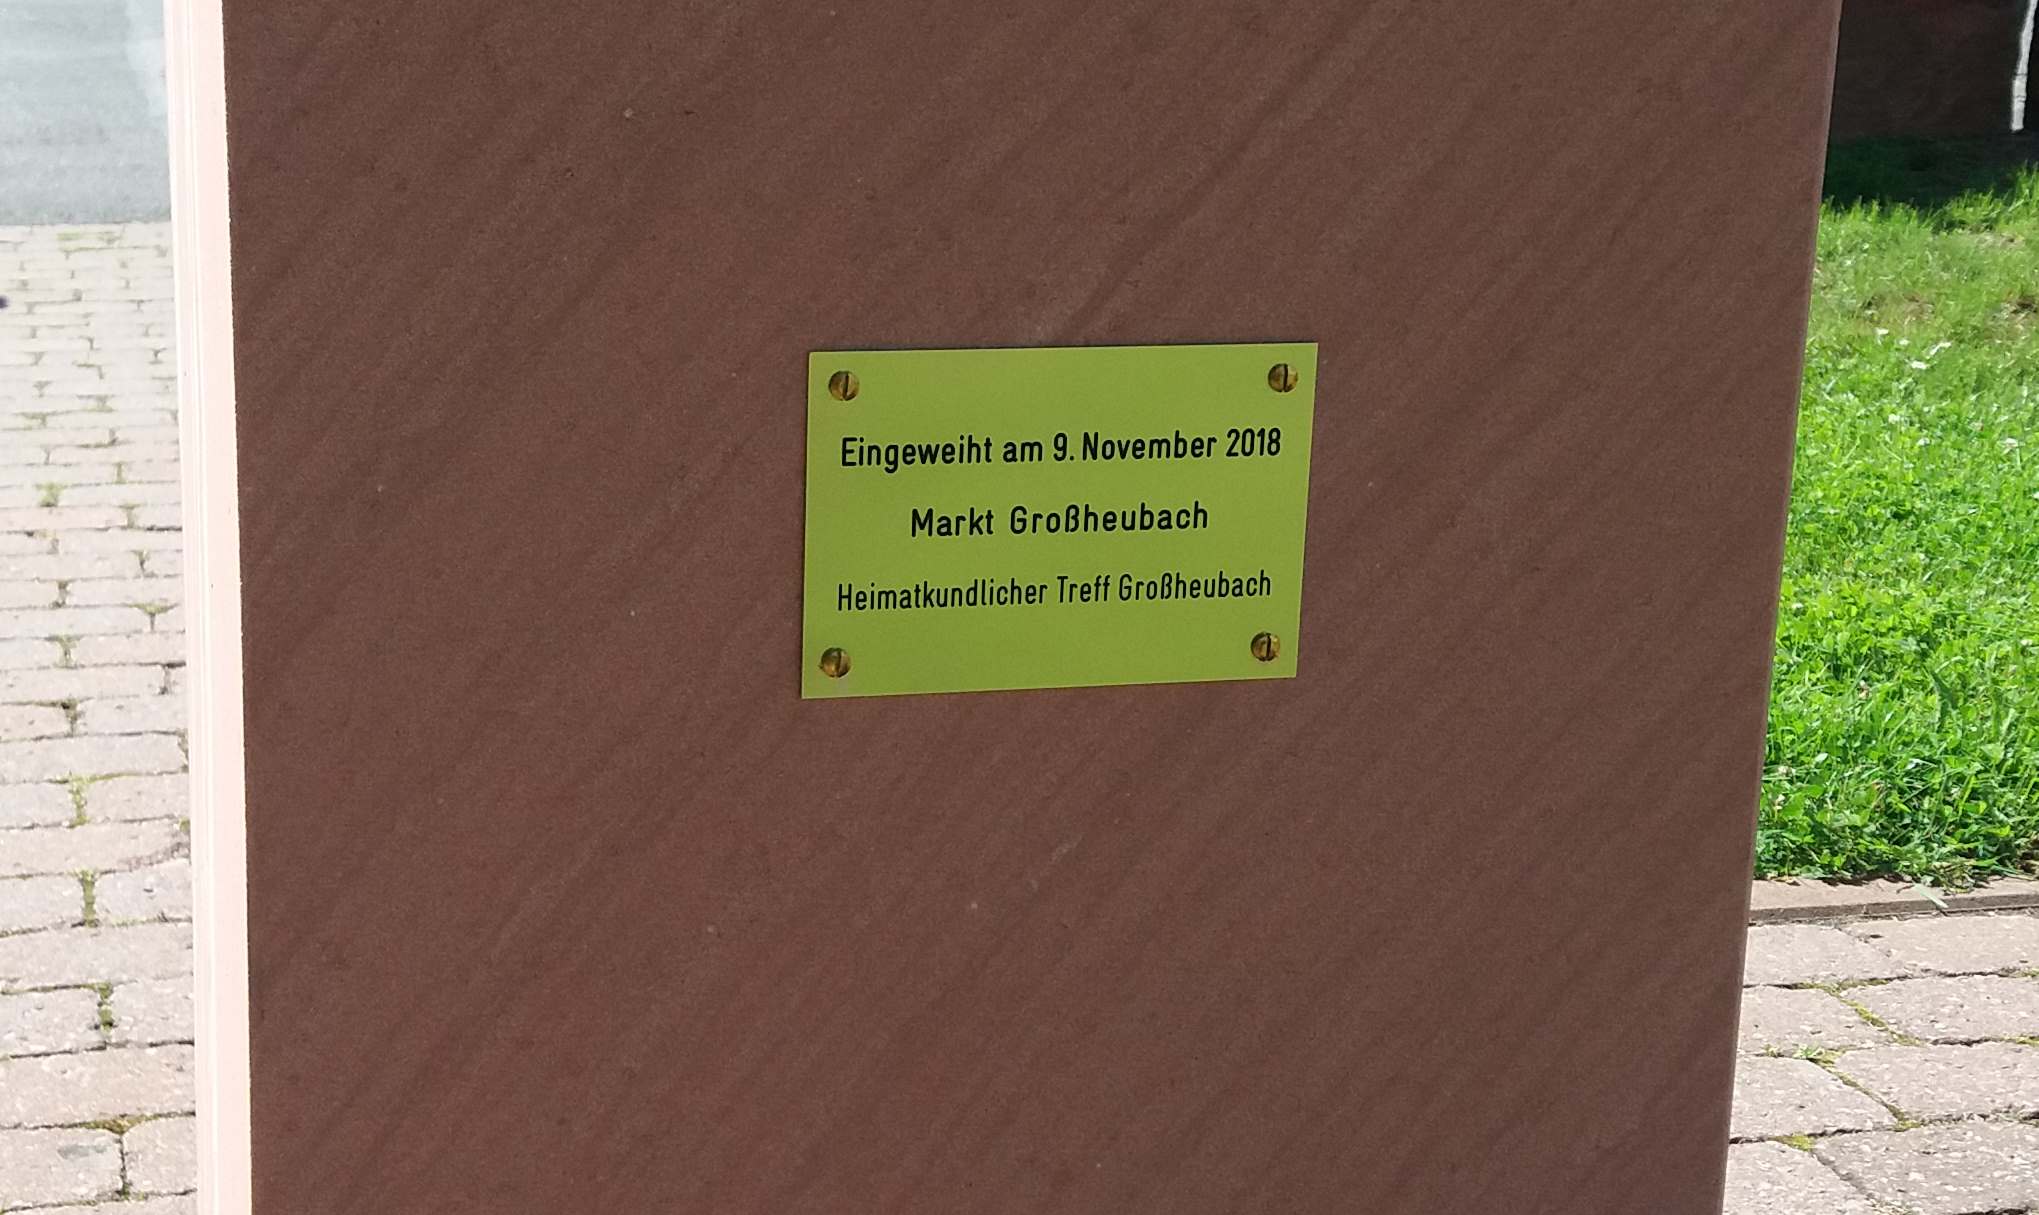 Eingeweiht am 9. November 2018
Markt Großheubach
Heimatkundlicher Treff Großheubach